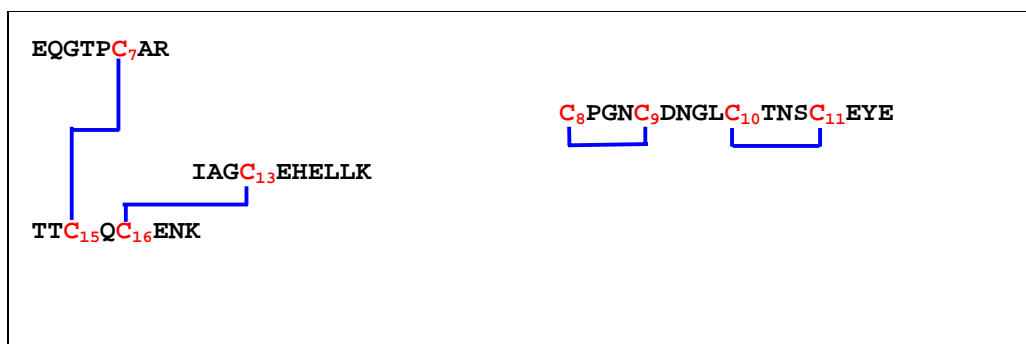 EQGTPC₇AR
C₈PGNC₉DNGLC₁₀TNSC₁₁EYE
IAGC₁₃EHELLK
TTC₁₅QC₁₆ENK